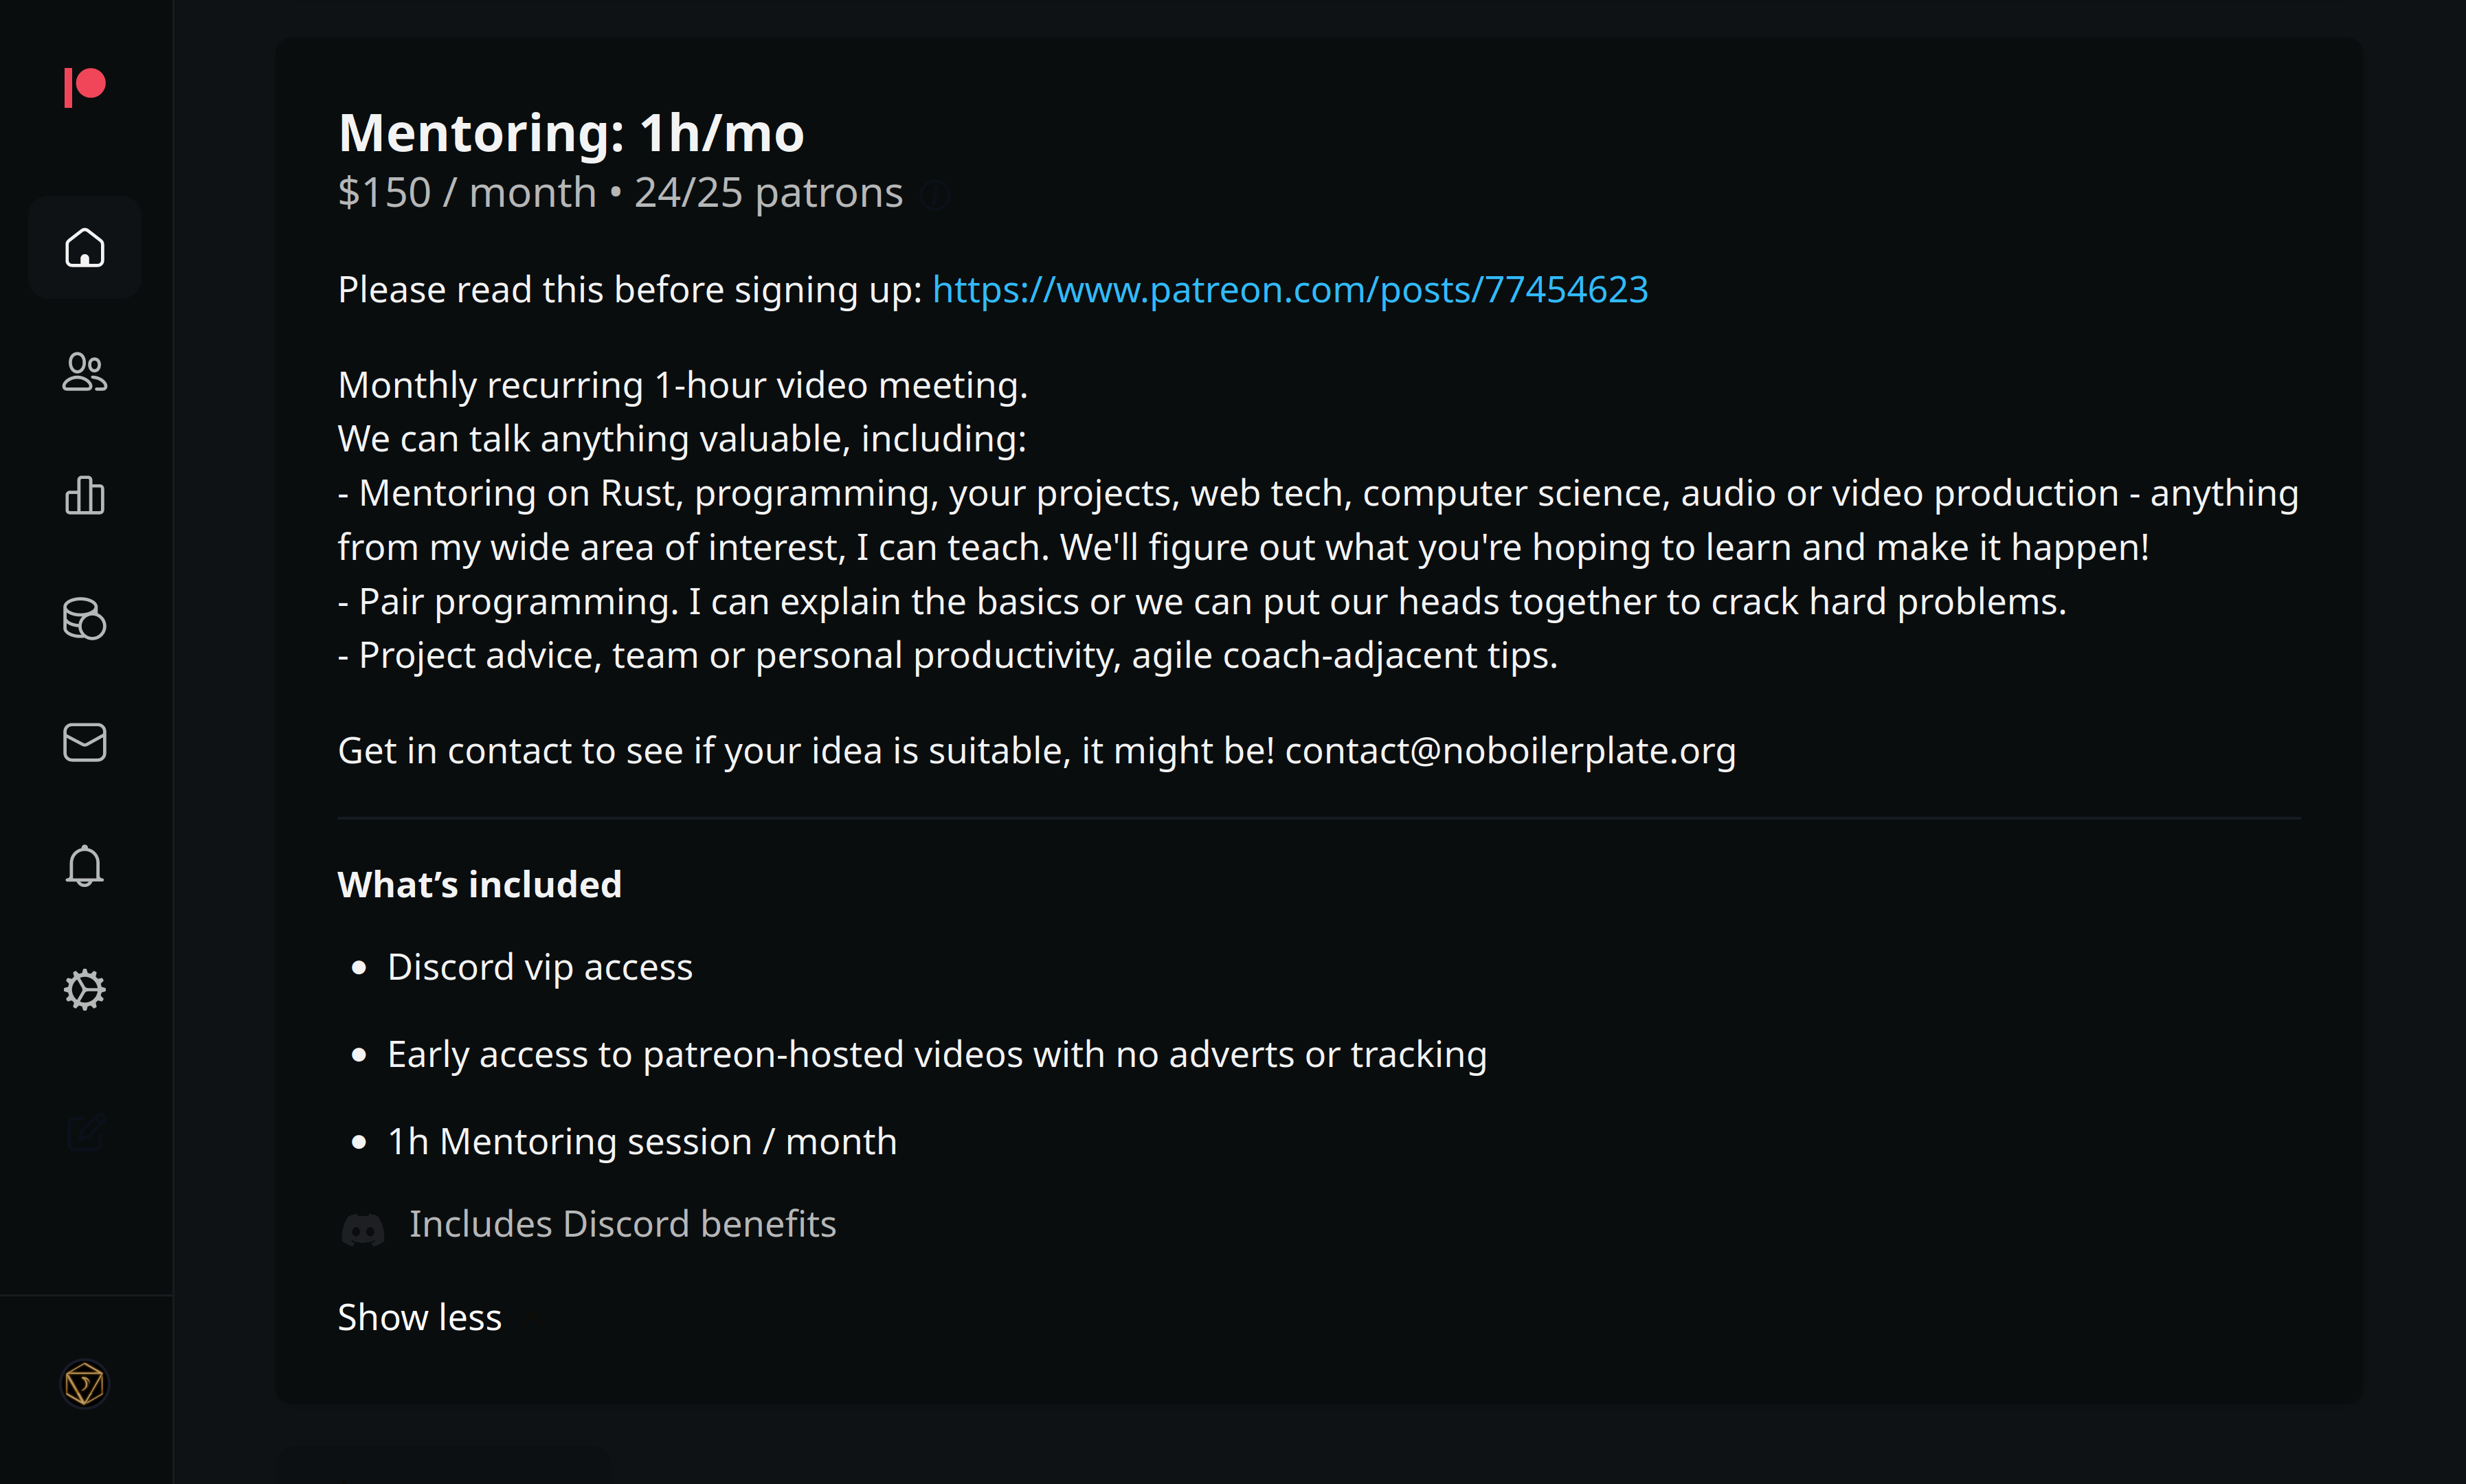 Mentoring: 1h/mo
$150 / month • 24/25 patrons
Please read this before signing up: https://www.patreon.com/posts/77454623
Monthly recurring 1-hour video meeting.
We can talk anything valuable, including:
- Mentoring on Rust, programming, your projects, web tech, computer science, audio or video production - anything
from my wide area of interest, I can teach. We'll figure out what you're hoping to learn and make it happen!
- Pair programming. I can explain the basics or we can put our heads together to crack hard problems.
- Project advice, team or personal productivity, agile coach-adjacent tips.
Get in contact to see if your idea is suitable, it might be! contact@noboilerplate.org
What’s included
• Discord vip access
• Early access to patreon-hosted videos with no adverts or tracking
• 1h Mentoring session / month
Includes Discord benefits
Show less